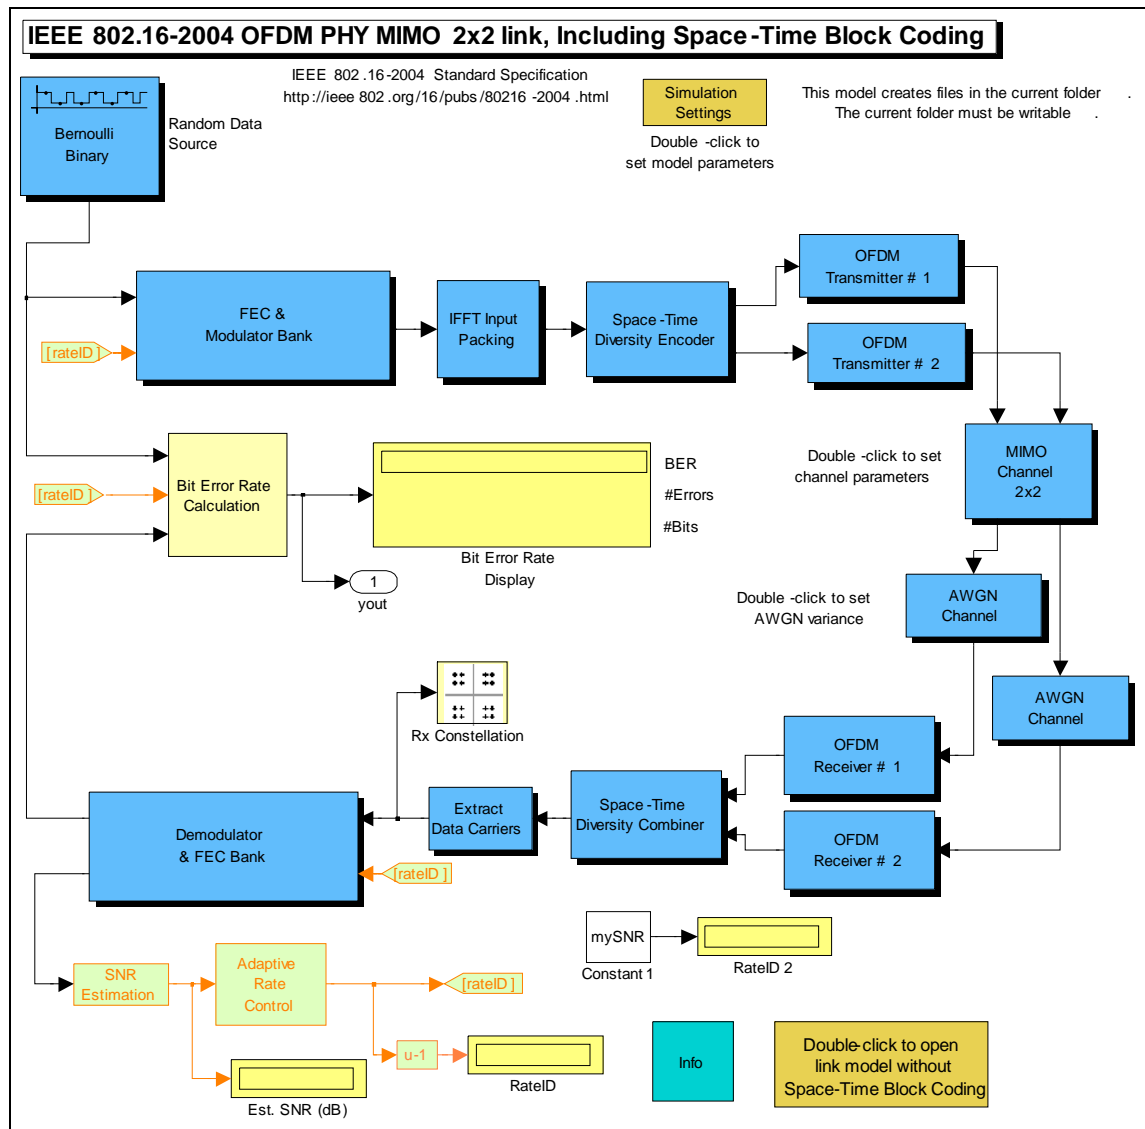 IEEE 802.16-2004 OFDM PHY MIMO 2x2 link, Including Space-Time Block Coding
IEEE 802.16-2004 Standard Specification
http://ieee802.org/16/pubs/80216-2004.html
Simulation
Settings
Double-click to
set model parameters
This model creates files in the current folder.
The current folder must be writable.
Bernoulli
Binary
Random Data
Source
FEC &
Modulator Bank
[rateID]
IFFT Input
Packing
Space-Time
Diversity Encoder
OFDM
Transmitter # 1
OFDM
Transmitter # 2
Double-click to set
channel parameters
MIMO
Channel
2x2
Bit Error Rate
Calculation
[rateID]
BER
#Errors
#Bits
Bit Error Rate
Display
1
yout
Double-click to set
AWGN variance
AWGN
Channel
AWGN
Channel
Rx Constellation
OFDM
Receiver # 1
OFDM
Receiver # 2
Space-Time
Diversity Combiner
Extract
Data Carriers
Demodulator
& FEC Bank
[rateID]
mySNR
Constant 1
RateID 2
SNR
Estimation
Adaptive
Rate
Control
[rateID]
u-1
RateID
Est. SNR (dB)
Info
Double-click to open
link model without
Space-Time Block Coding